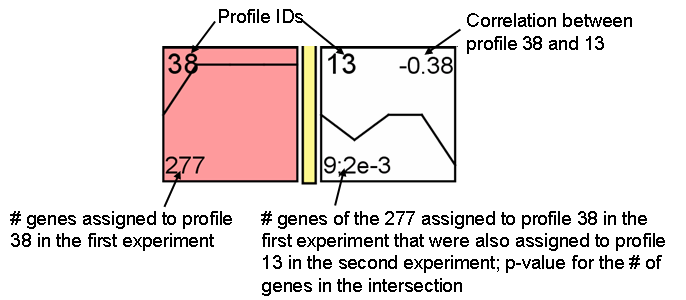 Profile IDs
Correlation between
profile 38 and 13
38
13
-0.38
277
9;2e-3
# genes assigned to profile
38 in the first experiment
# genes of the 277 assigned to profile 38 in the
first experiment that were also assigned to profile
13 in the second experiment; p-value for the # of
genes in the intersection